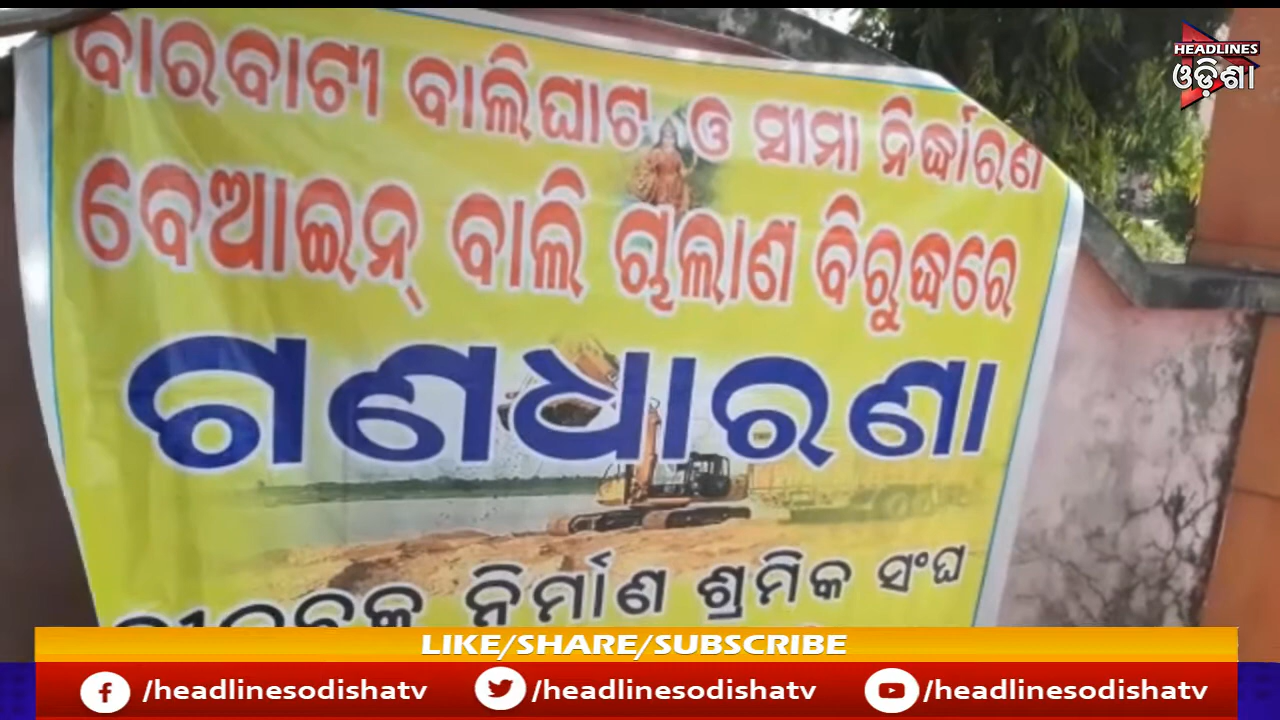 HEADLINES
ଓଡ଼ିଶା
ବାରବାଟୀ ବାଲିଘାଟ ଓ ସୀମା ନିର୍ଦ୍ଧାରଣ
ବେଆଇନ୍ ବାଲି ଚାଲାଣ ବିରୁଦ୍ଧରେ
ଗଣଧାରଣା
ନିର୍ମାଣ ଶ୍ରମିକ ସଂଘ
LIKE/SHARE/SUBSCRIBE
/headlinesodishatv /headlinesodishatv /headlinesodishatv